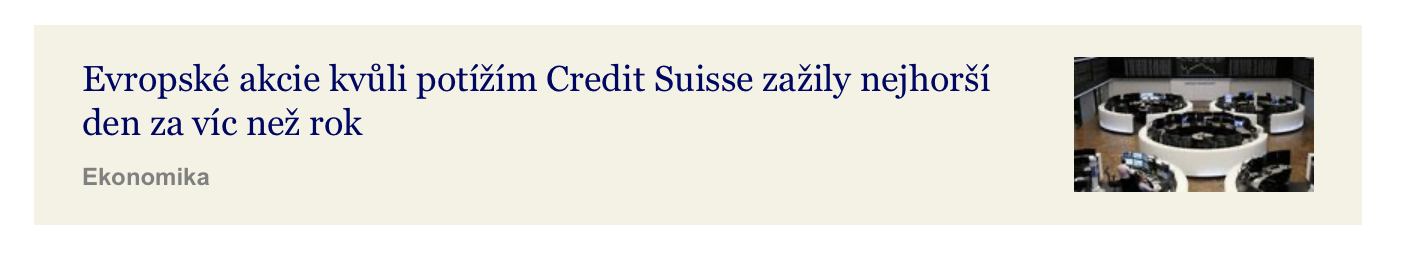 Evropské akcie kvůli potížím Credit Suisse zažily nejhorší
den za víc než rok
Ekonomika